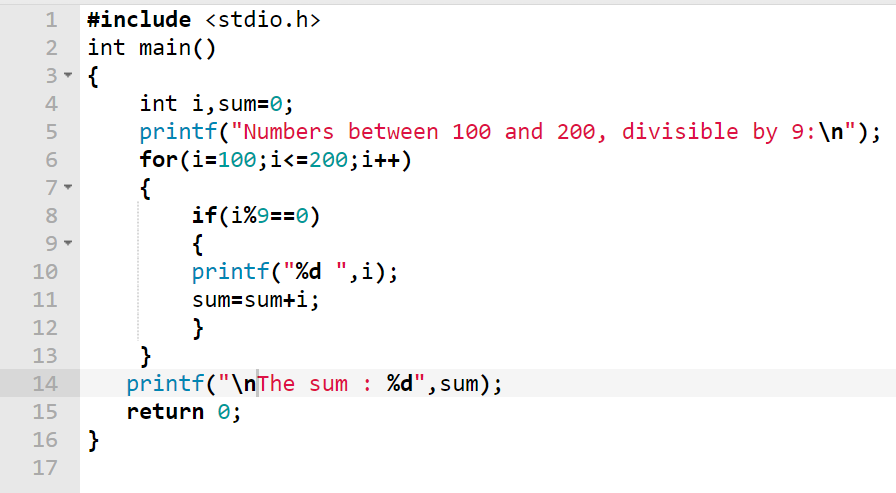 1 #include <stdio.h>
2 int main()
3 {
4     int i,sum=0;
5     printf("Numbers between 100 and 200, divisible by 9:\n");
6     for(i=100;i<=200;i++)
7     {
8         if(i%9==0)
9         {
10         printf("%d ",i);
11         sum=sum+i;
12         }
13     }
14    printf("\nThe sum : %d",sum);
15    return 0;
16 }
17